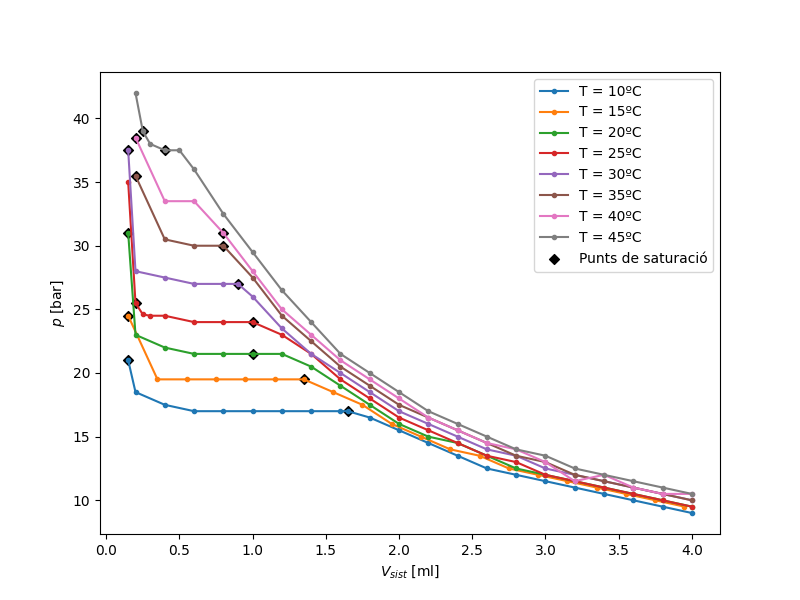 40
35
30
25
20
15
10
p [bar]
0.0 0.5 1.0 1.5 2.0 2.5 3.0 3.5 4.0
V_sist [ml]
T = 10ºC
T = 15ºC
T = 20ºC
T = 25ºC
T = 30ºC
T = 35ºC
T = 40ºC
T = 45ºC
Punts de saturació